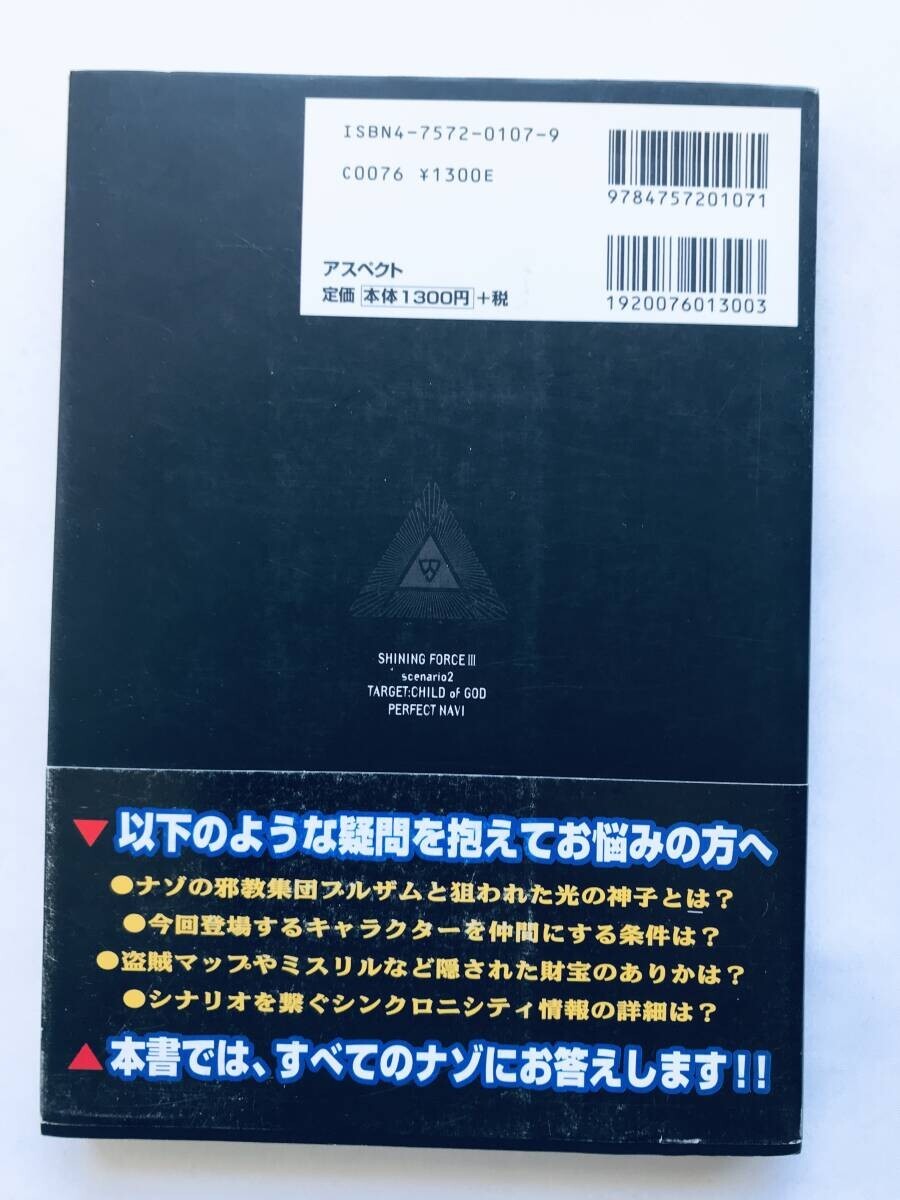 ISBN4-7572-0107-9
C0076 ¥1300E
9784757201071
アスペクト
定価 本体1300円 +税
1920076013003
SHINING FORCE III
scenario2
TARGET:CHILD of GOD
PERFECT NAVI
▼以下のような疑問を抱えてお悩みの方へ
●ナゾの邪教集団ブルザムと狙われた光の神子とは?
●今回登場するキャラクターを仲間にする条件は?
●盗賊マップやミスリルなど隠された財宝のありかは?
●シナリオを繋ぐシンクロニシティ情報の詳細は?
▲本書では、すべてのナゾにお答えします!!